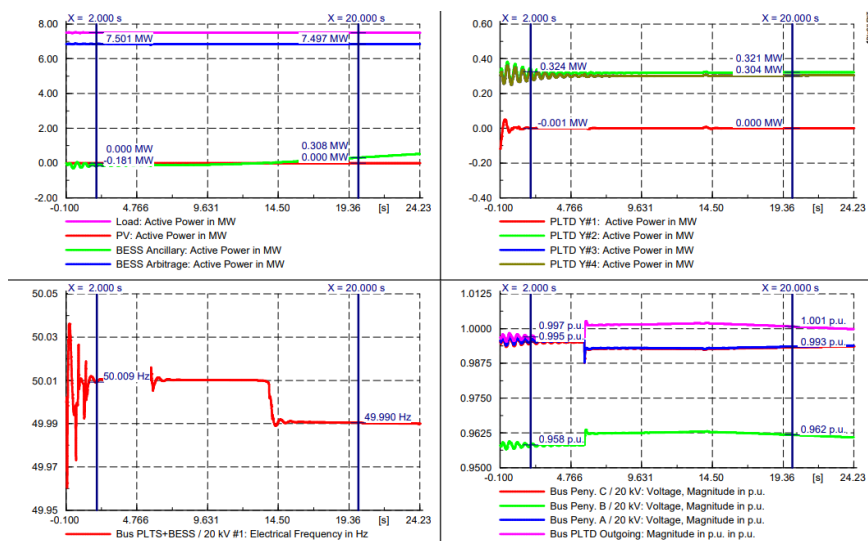 X = 2.000 s
X = 20.000 s
8.00
6.00
4.00
2.00
0.00
-2.00
7.501 MW
7.497 MW
0.000 MW
-0.181 MW
0.308 MW
0.000 MW
-0.100
4.766
9.631
14.50
19.36
[s]
24.23
Load: Active Power in MW
PV: Active Power in MW
BESS Ancillary: Active Power in MW
BESS Arbitrage: Active Power in MW
X = 2.000 s
X = 20.000 s
0.60
0.40
0.20
0.00
-0.20
-0.40
0.324 MW
0.321 MW
0.304 MW
-0.001 MW
0.000 MW
-0.100
4.766
9.631
14.50
19.36
[s]
24.23
PLTD Y#1: Active Power in MW
PLTD Y#2: Active Power in MW
PLTD Y#3: Active Power in MW
PLTD Y#4: Active Power in MW
X = 2.000 s
X = 20.000 s
50.05
50.03
50.01
49.99
49.97
49.95
50.009 Hz
49.990 Hz
-0.100
4.766
9.631
14.50
19.36
[s]
24.23
Bus PLTS+BESS / 20 kV #1: Electrical Frequency in Hz
X = 2.000 s
X = 20.000 s
1.0125
1.0000
0.9875
0.9750
0.9625
0.9500
0.997 p.u.
0.995 p.u.
1.001 p.u.
0.993 p.u.
0.958 p.u.
0.962 p.u.
-0.100
4.766
9.631
14.50
19.36
[s]
24.23
Bus Peny. C / 20 kV: Voltage, Magnitude in p.u.
Bus Peny. B / 20 kV: Voltage, Magnitude in p.u.
Bus Peny. A / 20 kV: Voltage, Magnitude in p.u.
Bus PLTD Outgoing: Magnitude in p.u. in p.u.